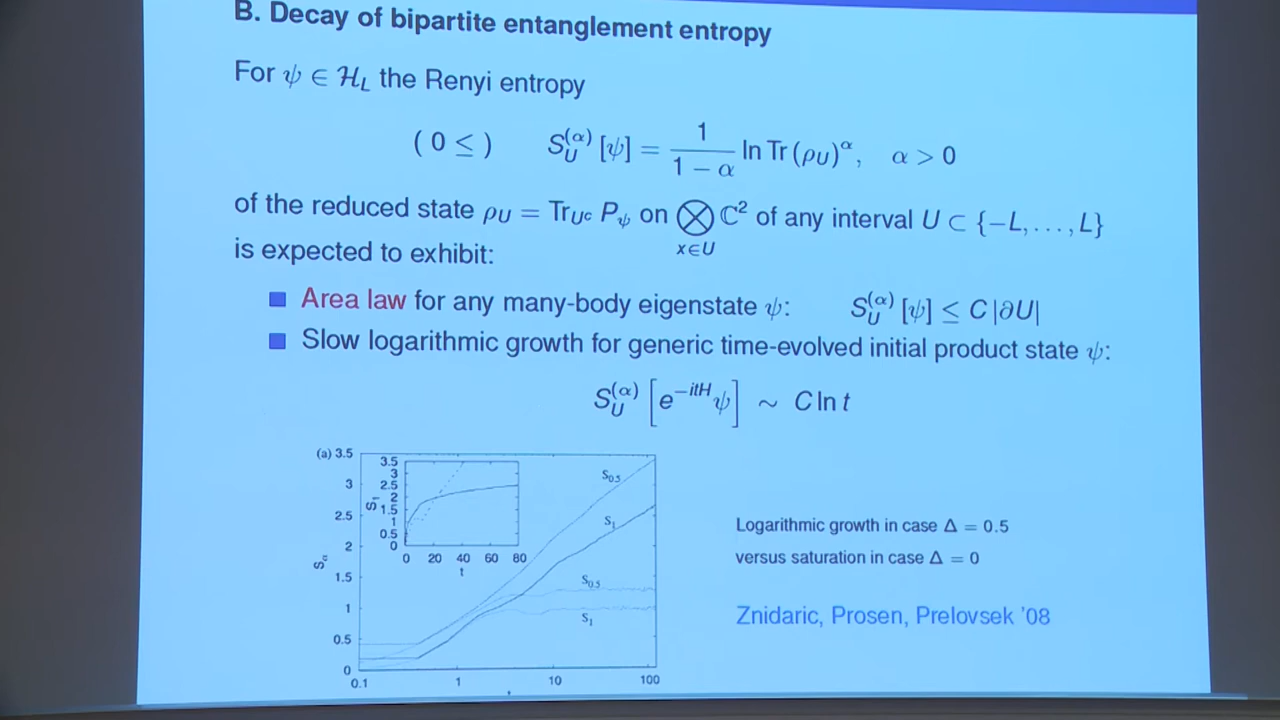 B. Decay of bipartite entanglement entropy
For ψ ∈ ℋ_L the Renyi entropy
( 0 ≤ ) S_U^(α) [ψ] = 1/(1 − α) ln Tr (ρ_U)^α, α > 0
of the reduced state ρ_U = Tr_{U^c} P_ψ on ⊗_{x∈U} ℂ² of any interval U ⊂ {−L, . . . , L}
is expected to exhibit:
Area law for any many-body eigenstate ψ: S_U^(α) [ψ] ≤ C |∂U|
Slow logarithmic growth for generic time-evolved initial product state ψ:
S_U^(α) [e^{−itH} ψ] ∼ C ln t
(a) 3.5
3
2.5
2
1.5
1
0.5
0
S_α
0.1 1 10 100
3.5
3
2.5
2
1.5
1
0.5
0
S_1
0 20 40 60 80
t
S_0.5
S_1
S_0.5
S_1
Logarithmic growth in case Δ = 0.5
versus saturation in case Δ = 0
Znidaric, Prosen, Prelovsek '08